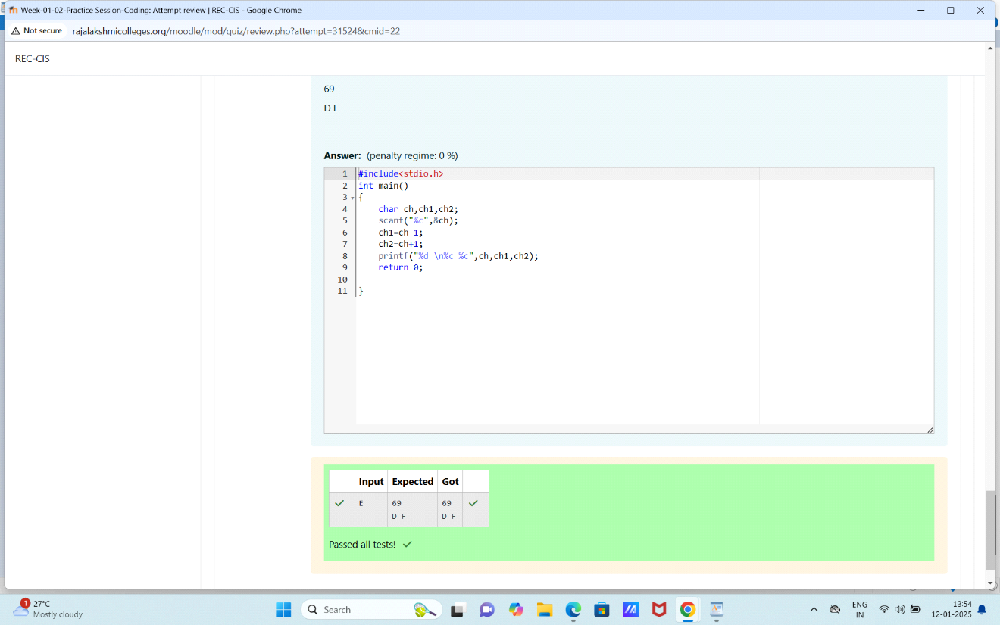 Week-01-02-Practice Session-Coding: Attempt review | REC-CIS - Google Chrome
Not secure rajalakshmicolleges.org/moodle/mod/quiz/review.php?attempt=31524&cmid=22
REC-CIS
69
D F
Answer: (penalty regime: 0 %)
1 #include<stdio.h>
2 int main()
3 {
4 char ch,ch1,ch2;
5 scanf("%c",&ch);
6 ch1=ch-1;
7 ch2=ch+1;
8 printf("%d \n%c %c",ch,ch1,ch2);
9 return 0;
10
11 }
Input Expected Got
E 69 69
D F D F
Passed all tests!
1 27°C
Mostly cloudy
Search
ENG
IN
13:54
12-01-2025